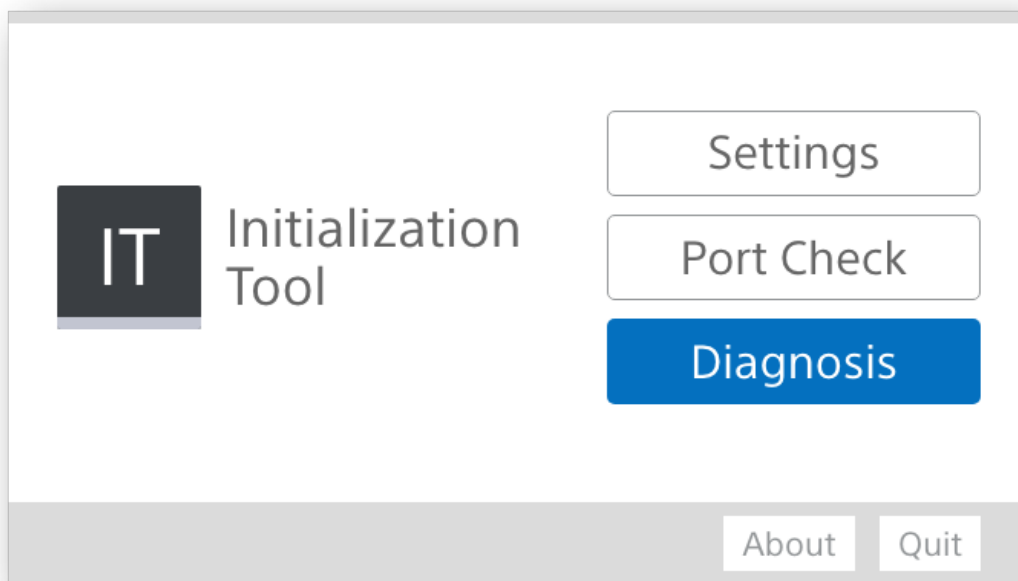 IT
Initialization
Tool
Settings
Port Check
Diagnosis
About
Quit